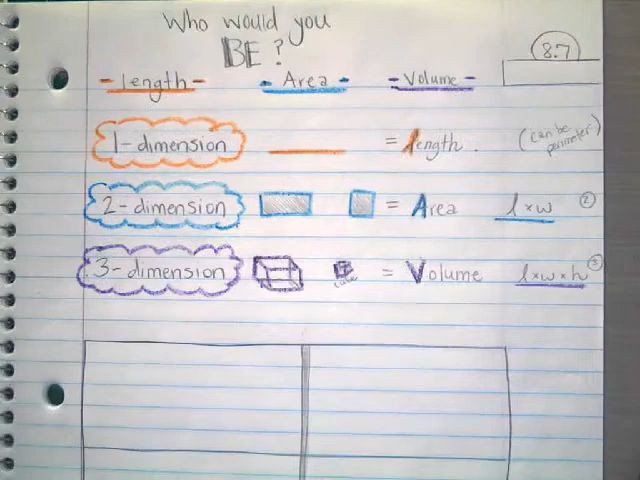 Who would you
BE?
8.7
- Length - - Area - - Volume -
1-dimension = length. (can be perimeter)
2-dimension = Area l×w ②
3-dimension cube = Volume l×w×h ③